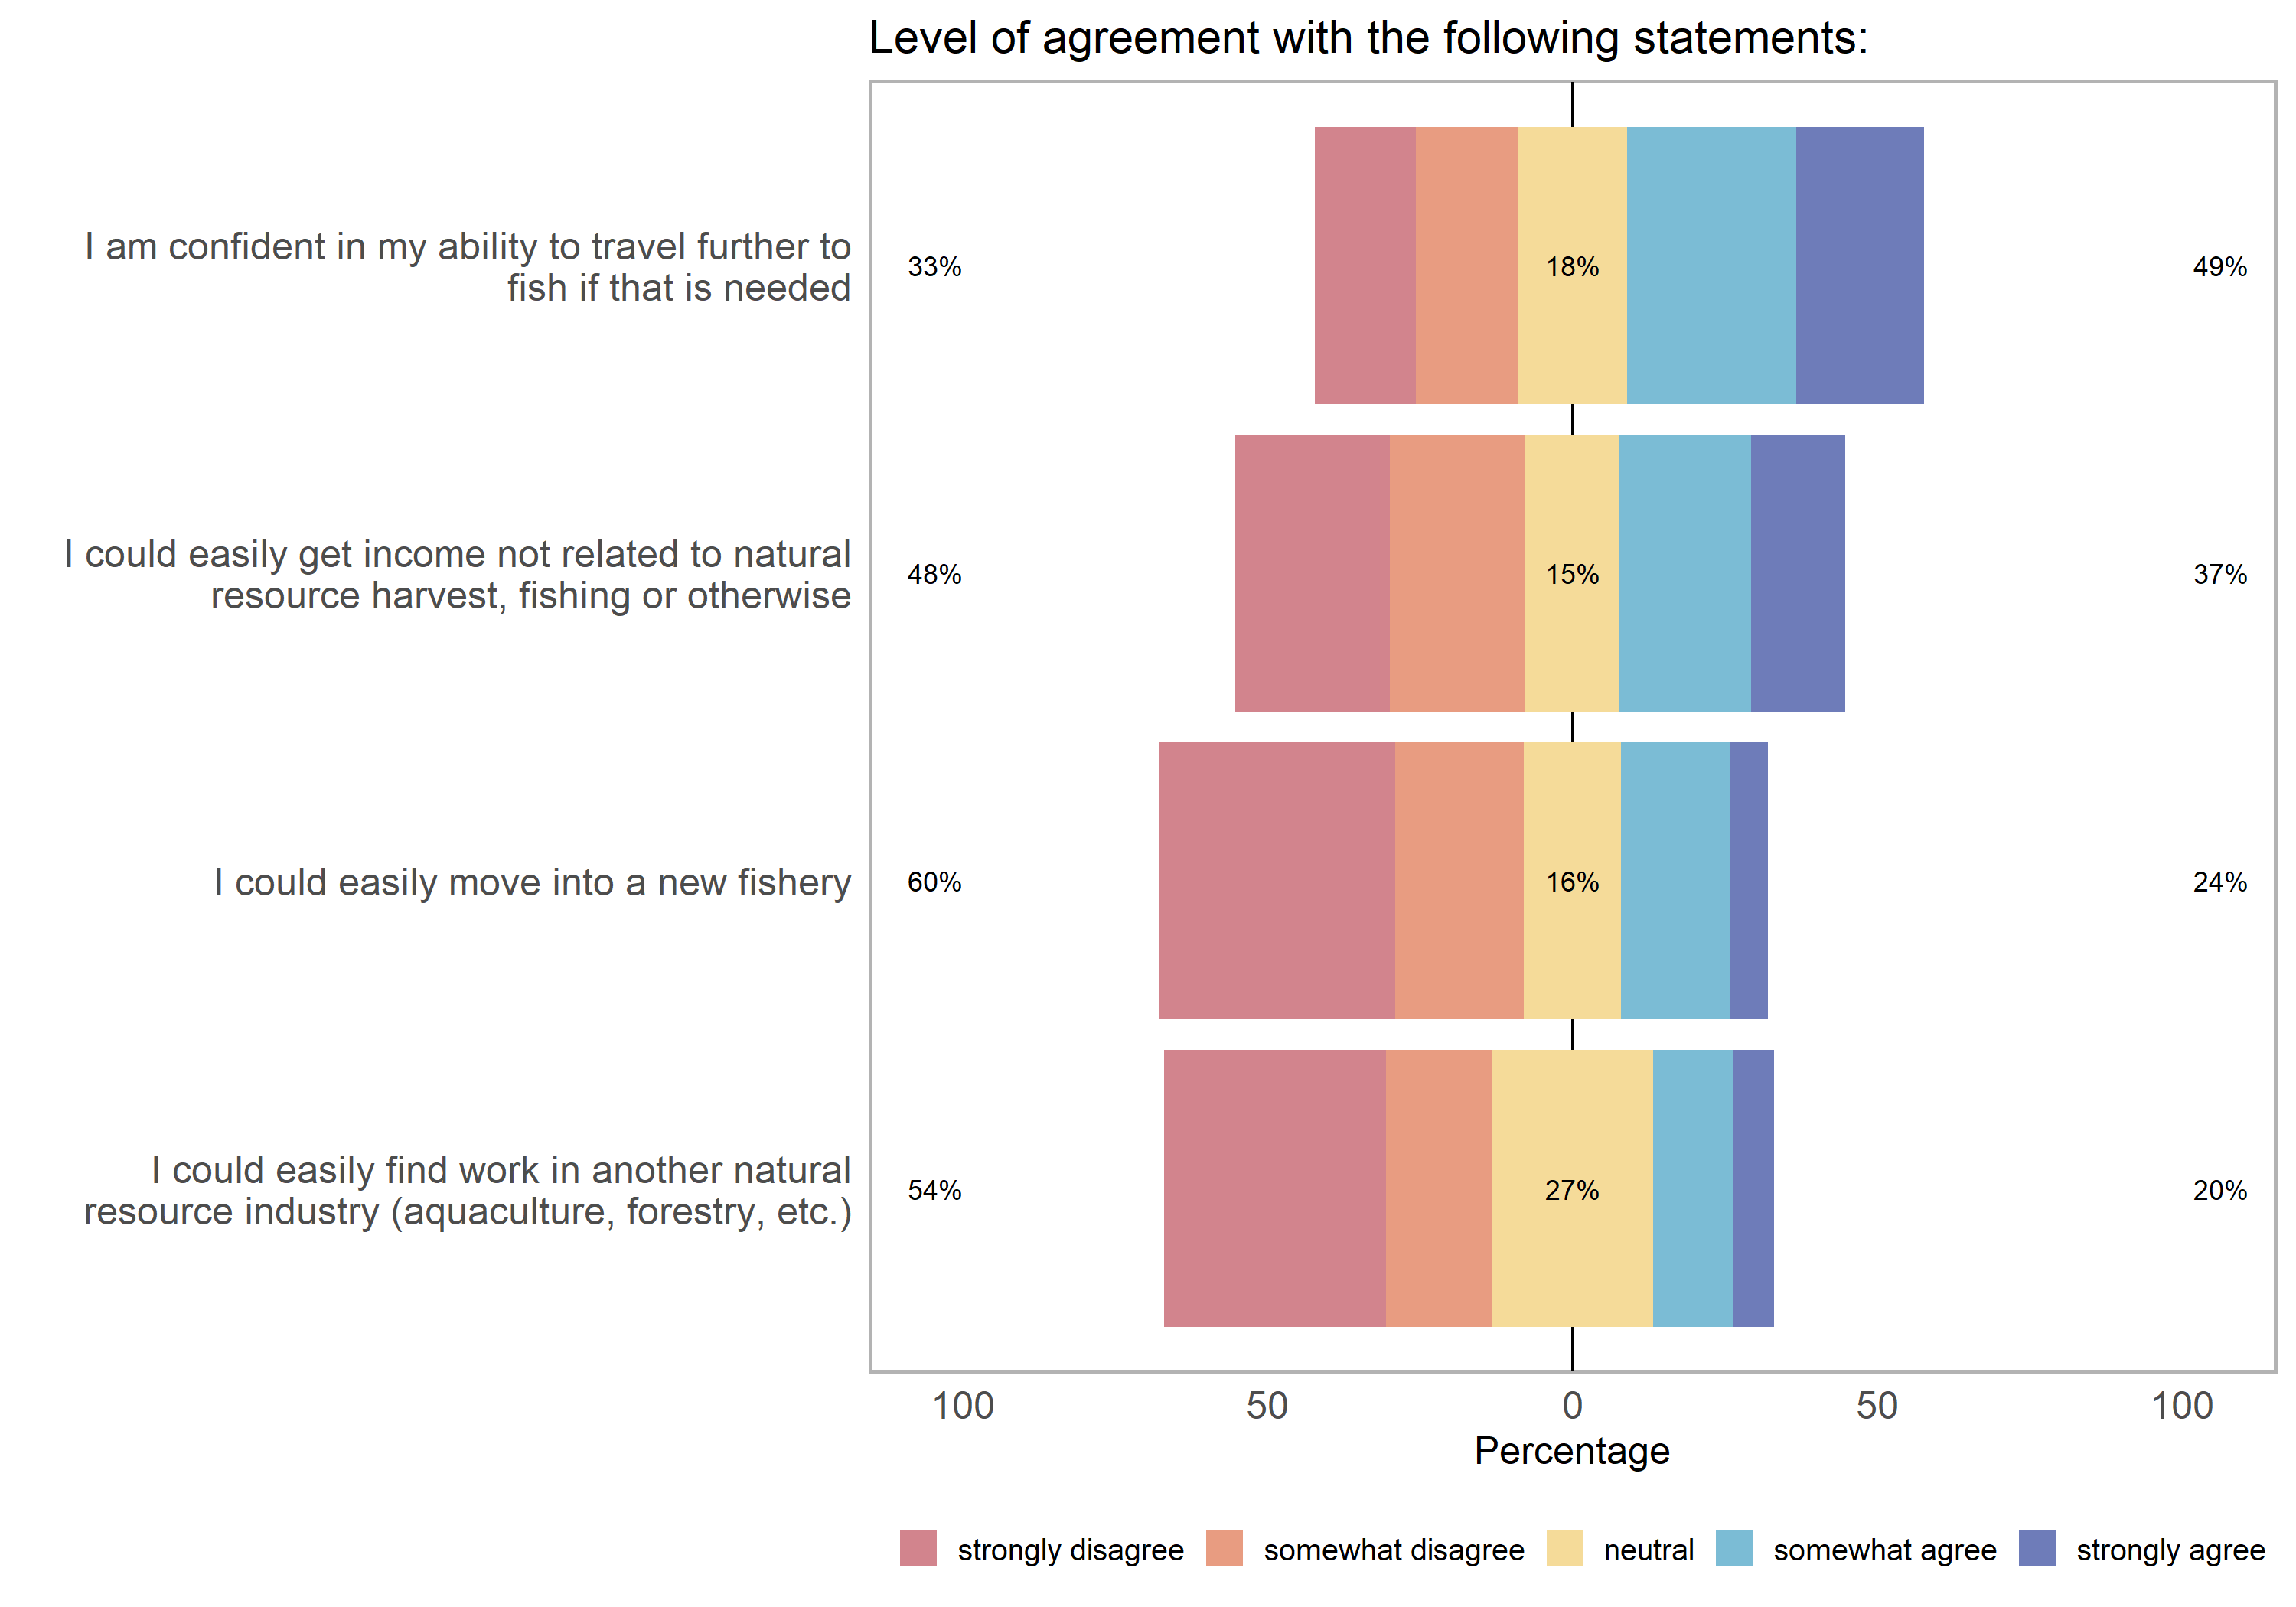 Level of agreement with the following statements:
I am confident in my ability to travel further to
fish if that is needed
33%
18%
49%
I could easily get income not related to natural
resource harvest, fishing or otherwise
48%
15%
37%
I could easily move into a new fishery
60%
16%
24%
I could easily find work in another natural
resource industry (aquaculture, forestry, etc.)
54%
27%
20%
100 50 0 50 100
Percentage
strongly disagree somewhat disagree neutral somewhat agree strongly agree